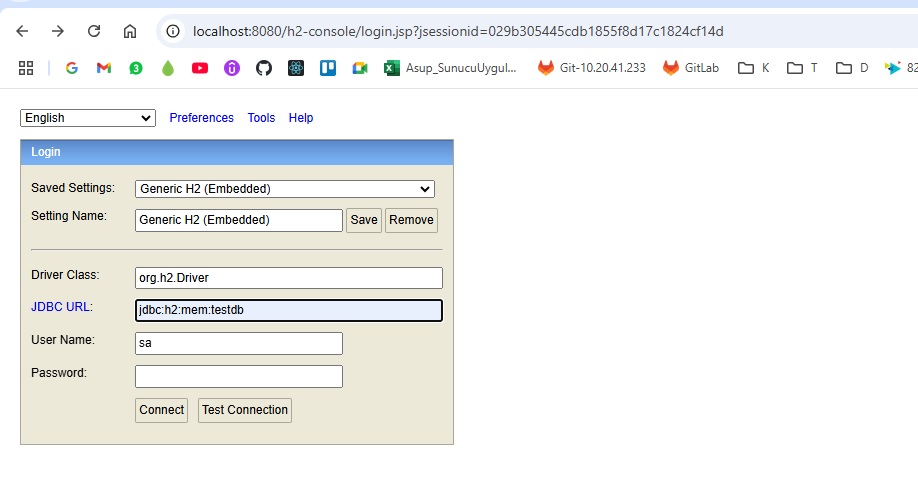 localhost:8080/h2-console/login.jsp?jsessionid=029b305445cdb1855f8d17c1824cf14d
Asup_SunucuUygul... Git-10.20.41.233 GitLab K T D 82
English Preferences Tools Help
Login
Saved Settings: Generic H2 (Embedded)
Setting Name: Generic H2 (Embedded) Save Remove
Driver Class: org.h2.Driver
JDBC URL: jdbc:h2:mem:testdb
User Name: sa
Password:
Connect Test Connection